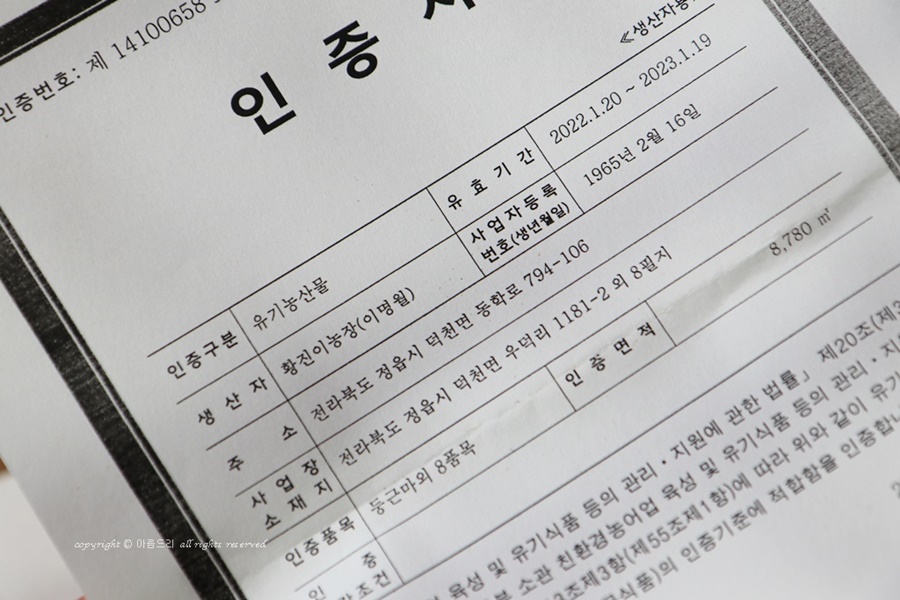 인증번호: 제 14100658
인 증
《생산자용
인증구분 유기농산물 유 효 기 간 2022.1.20 ~ 2023.1.19
생 산 자 황진이농장(이명월) 사업자등록 번호(생년월일) 1965년 2월 16일
주 소 전라북도 정읍시 덕천면 동학로 794-106
사 업 장 소 재 지 전라북도 정읍시 덕천면 우덕리 1181-2 외 8필지
인증품목 둥근마외 8품목 인 증 면 적 8,780 ㎡
인 증
조건
육성 및 유기식품 등의 관리・지원에 관한 법률」 제20조(제3
소관 친환경농어업 육성 및 유기식품 등의 관리・지
조제3항(제55조제1항)에 따라 위와 같이 유기
식품)의 인증기준에 적합함을 인증합니
copyright © 마음드리 all rights reserved